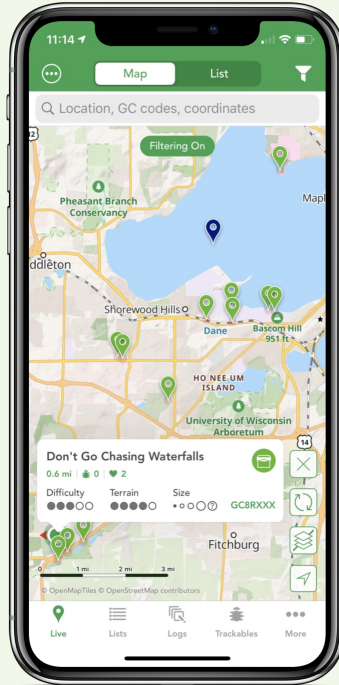 11:14
Map
List
Location, GC codes, coordinates
12
Filtering On
Pheasant Branch
Conservancy
Mapl
ddleton
Shorewood Hills
Dane
Bascom Hill
951 ft
HO NEE UM
ISLAND
University of Wisconsin
Arboretum
14
Don't Go Chasing Waterfalls
0.6 mi | 0 | 2
Difficulty
Terrain
Size
GC8RXXX
Fitchburg
0
1 mi
2 mi
3 mi
© OpenMapTiles © OpenStreetMap contributors
Live
Lists
Logs
Trackables
More